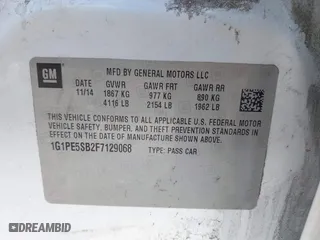 GM
MFD BY GENERAL MOTORS LLC
DATE GVWR GAWR FRT GAWR RR
11/14 1867 KG 977 KG 890 KG
4116 LB 2154 LB 1962 LB
THIS VEHICLE CONFORMS TO ALL APPLICABLE U.S. FEDERAL MOTOR
VEHICLE SAFETY, BUMPER, AND THEFT PREVENTION STANDARDS
IN EFFECT ON THE DATE OF MANUFACTURE SHOWN ABOVE.
1G1PE5SB2F7129068 TYPE: PASS CAR
© AutoHelperBot.com